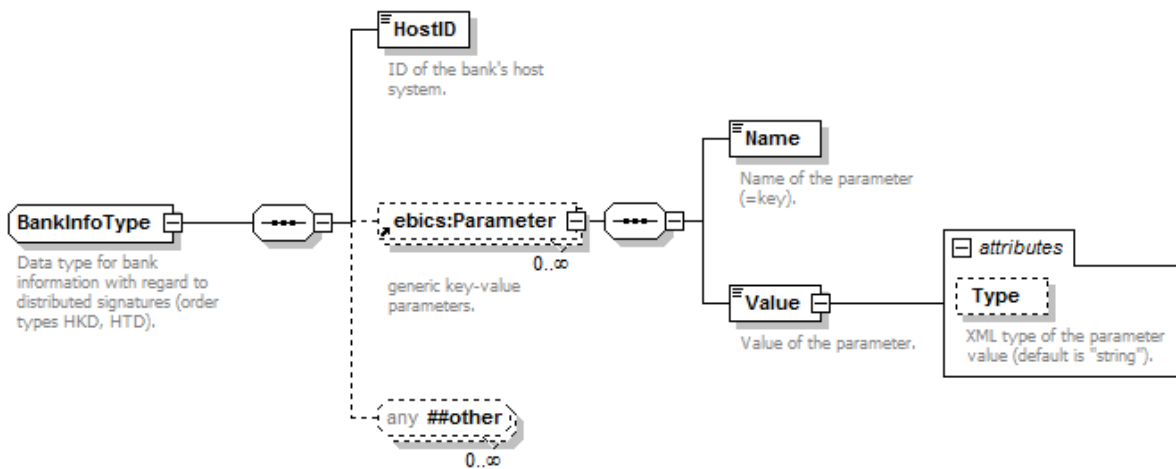 HostID
ID of the bank's host
system.
BankInfoType
Data type for bank
information with regard to
distributed signatures (order
types HKD, HTD).
ebics:Parameter
0..∞
generic key-value
parameters.
Name
Name of the parameter
(=key).
Value
Value of the parameter.
attributes
Type
XML type of the parameter
value (default is "string").
any ##other
0..∞